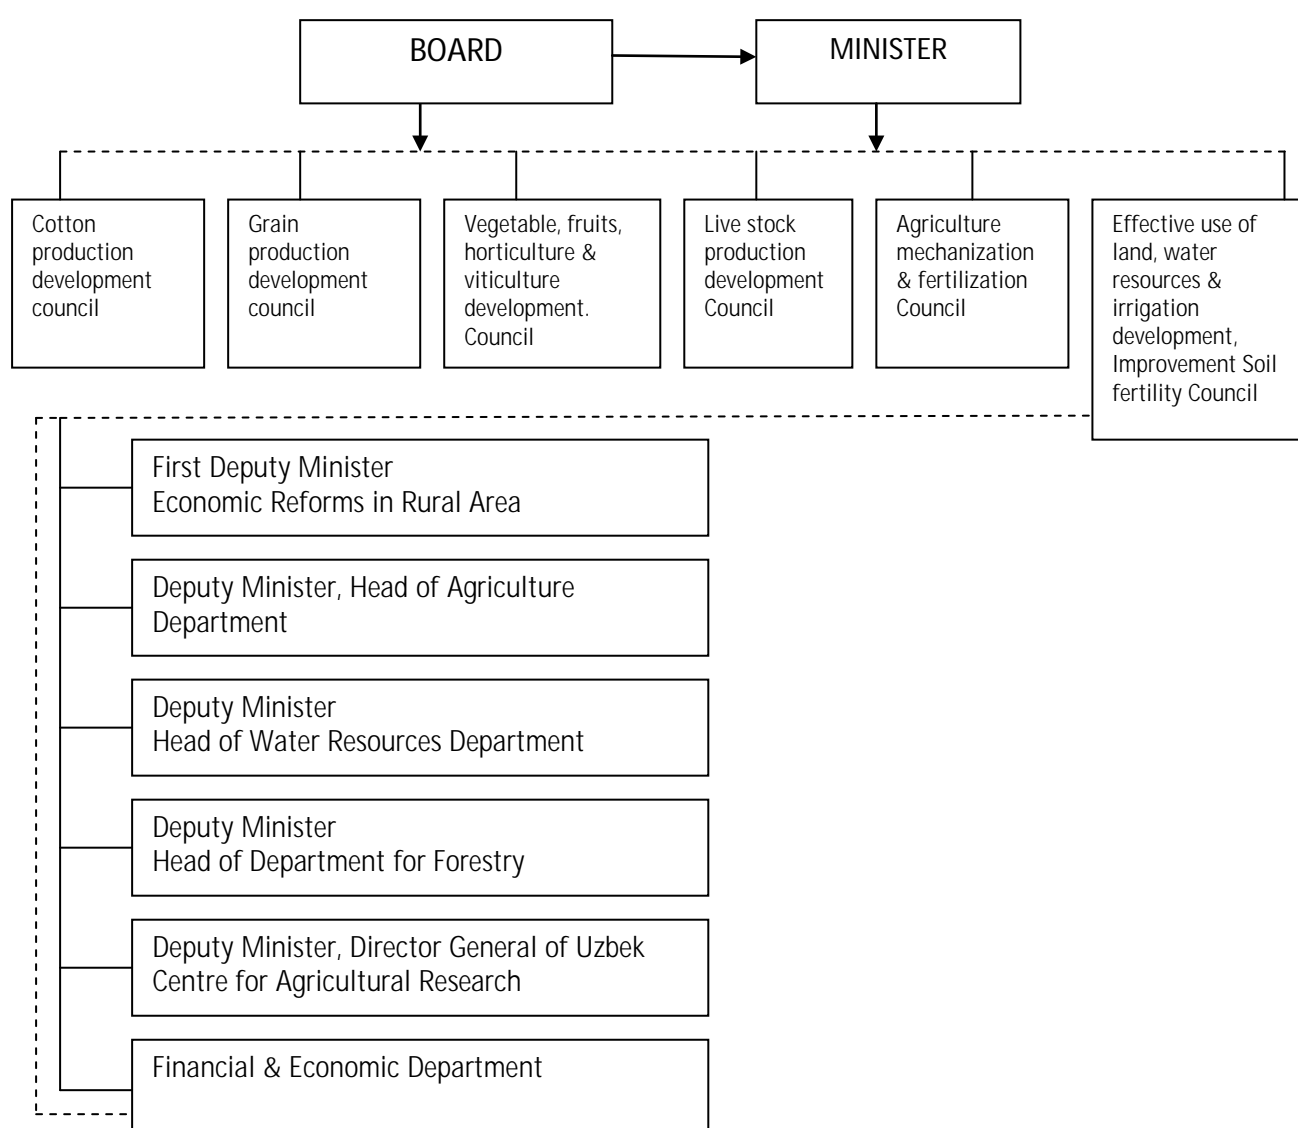 BOARD
MINISTER
Cotton
production
development
council
Grain
production
development
council
Vegetable, fruits,
horticulture &
viticulture
development.
Council
Live stock
production
development
Council
Agriculture
mechanization
& fertilization
Council
Effective use of
land, water
resources &
irrigation
development,
Improvement Soil
fertility Council
First Deputy Minister
Economic Reforms in Rural Area
Deputy Minister, Head of Agriculture
Department
Deputy Minister
Head of Water Resources Department
Deputy Minister
Head of Department for Forestry
Deputy Minister, Director General of Uzbek
Centre for Agricultural Research
Financial & Economic Department